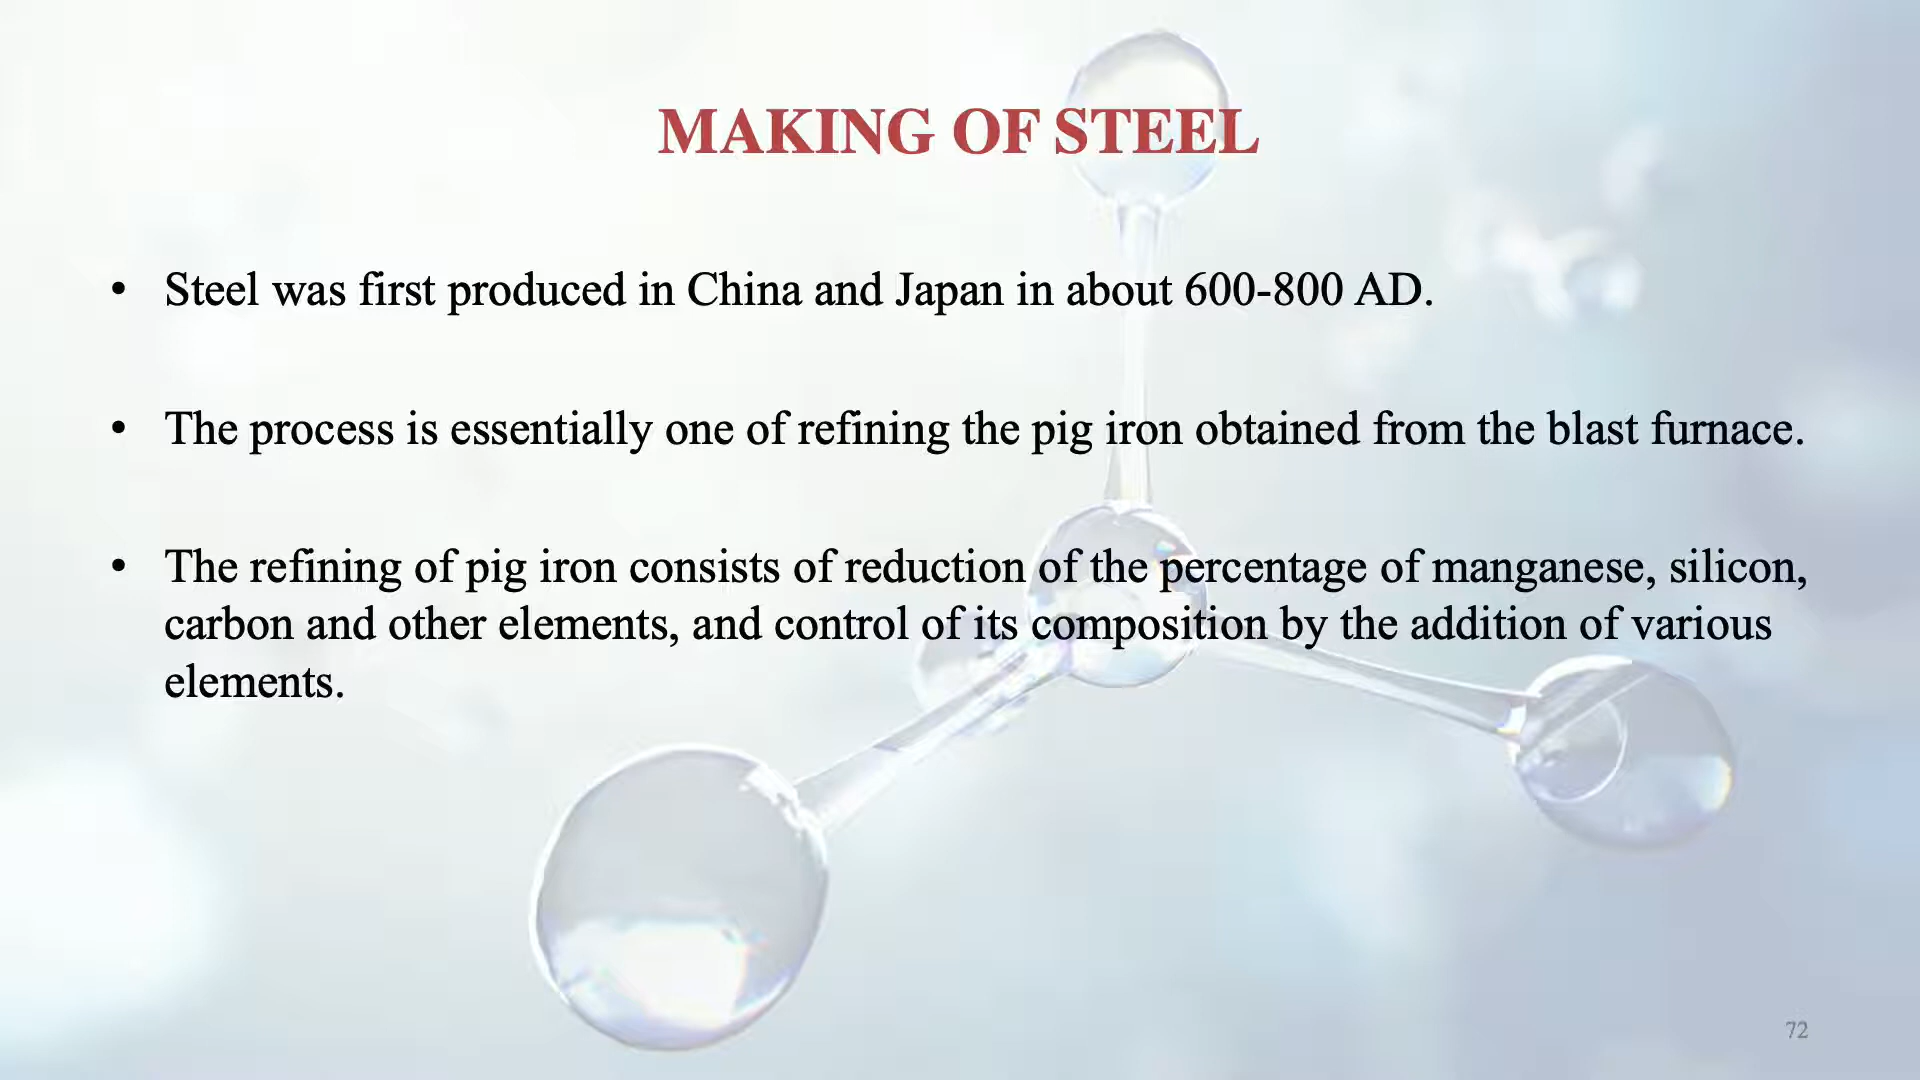 MAKING OF STEEL
• Steel was first produced in China and Japan in about 600-800 AD.
• The process is essentially one of refining the pig iron obtained from the blast furnace.
• The refining of pig iron consists of reduction of the percentage of manganese, silicon,
carbon and other elements, and control of its composition by the addition of various
elements.
72